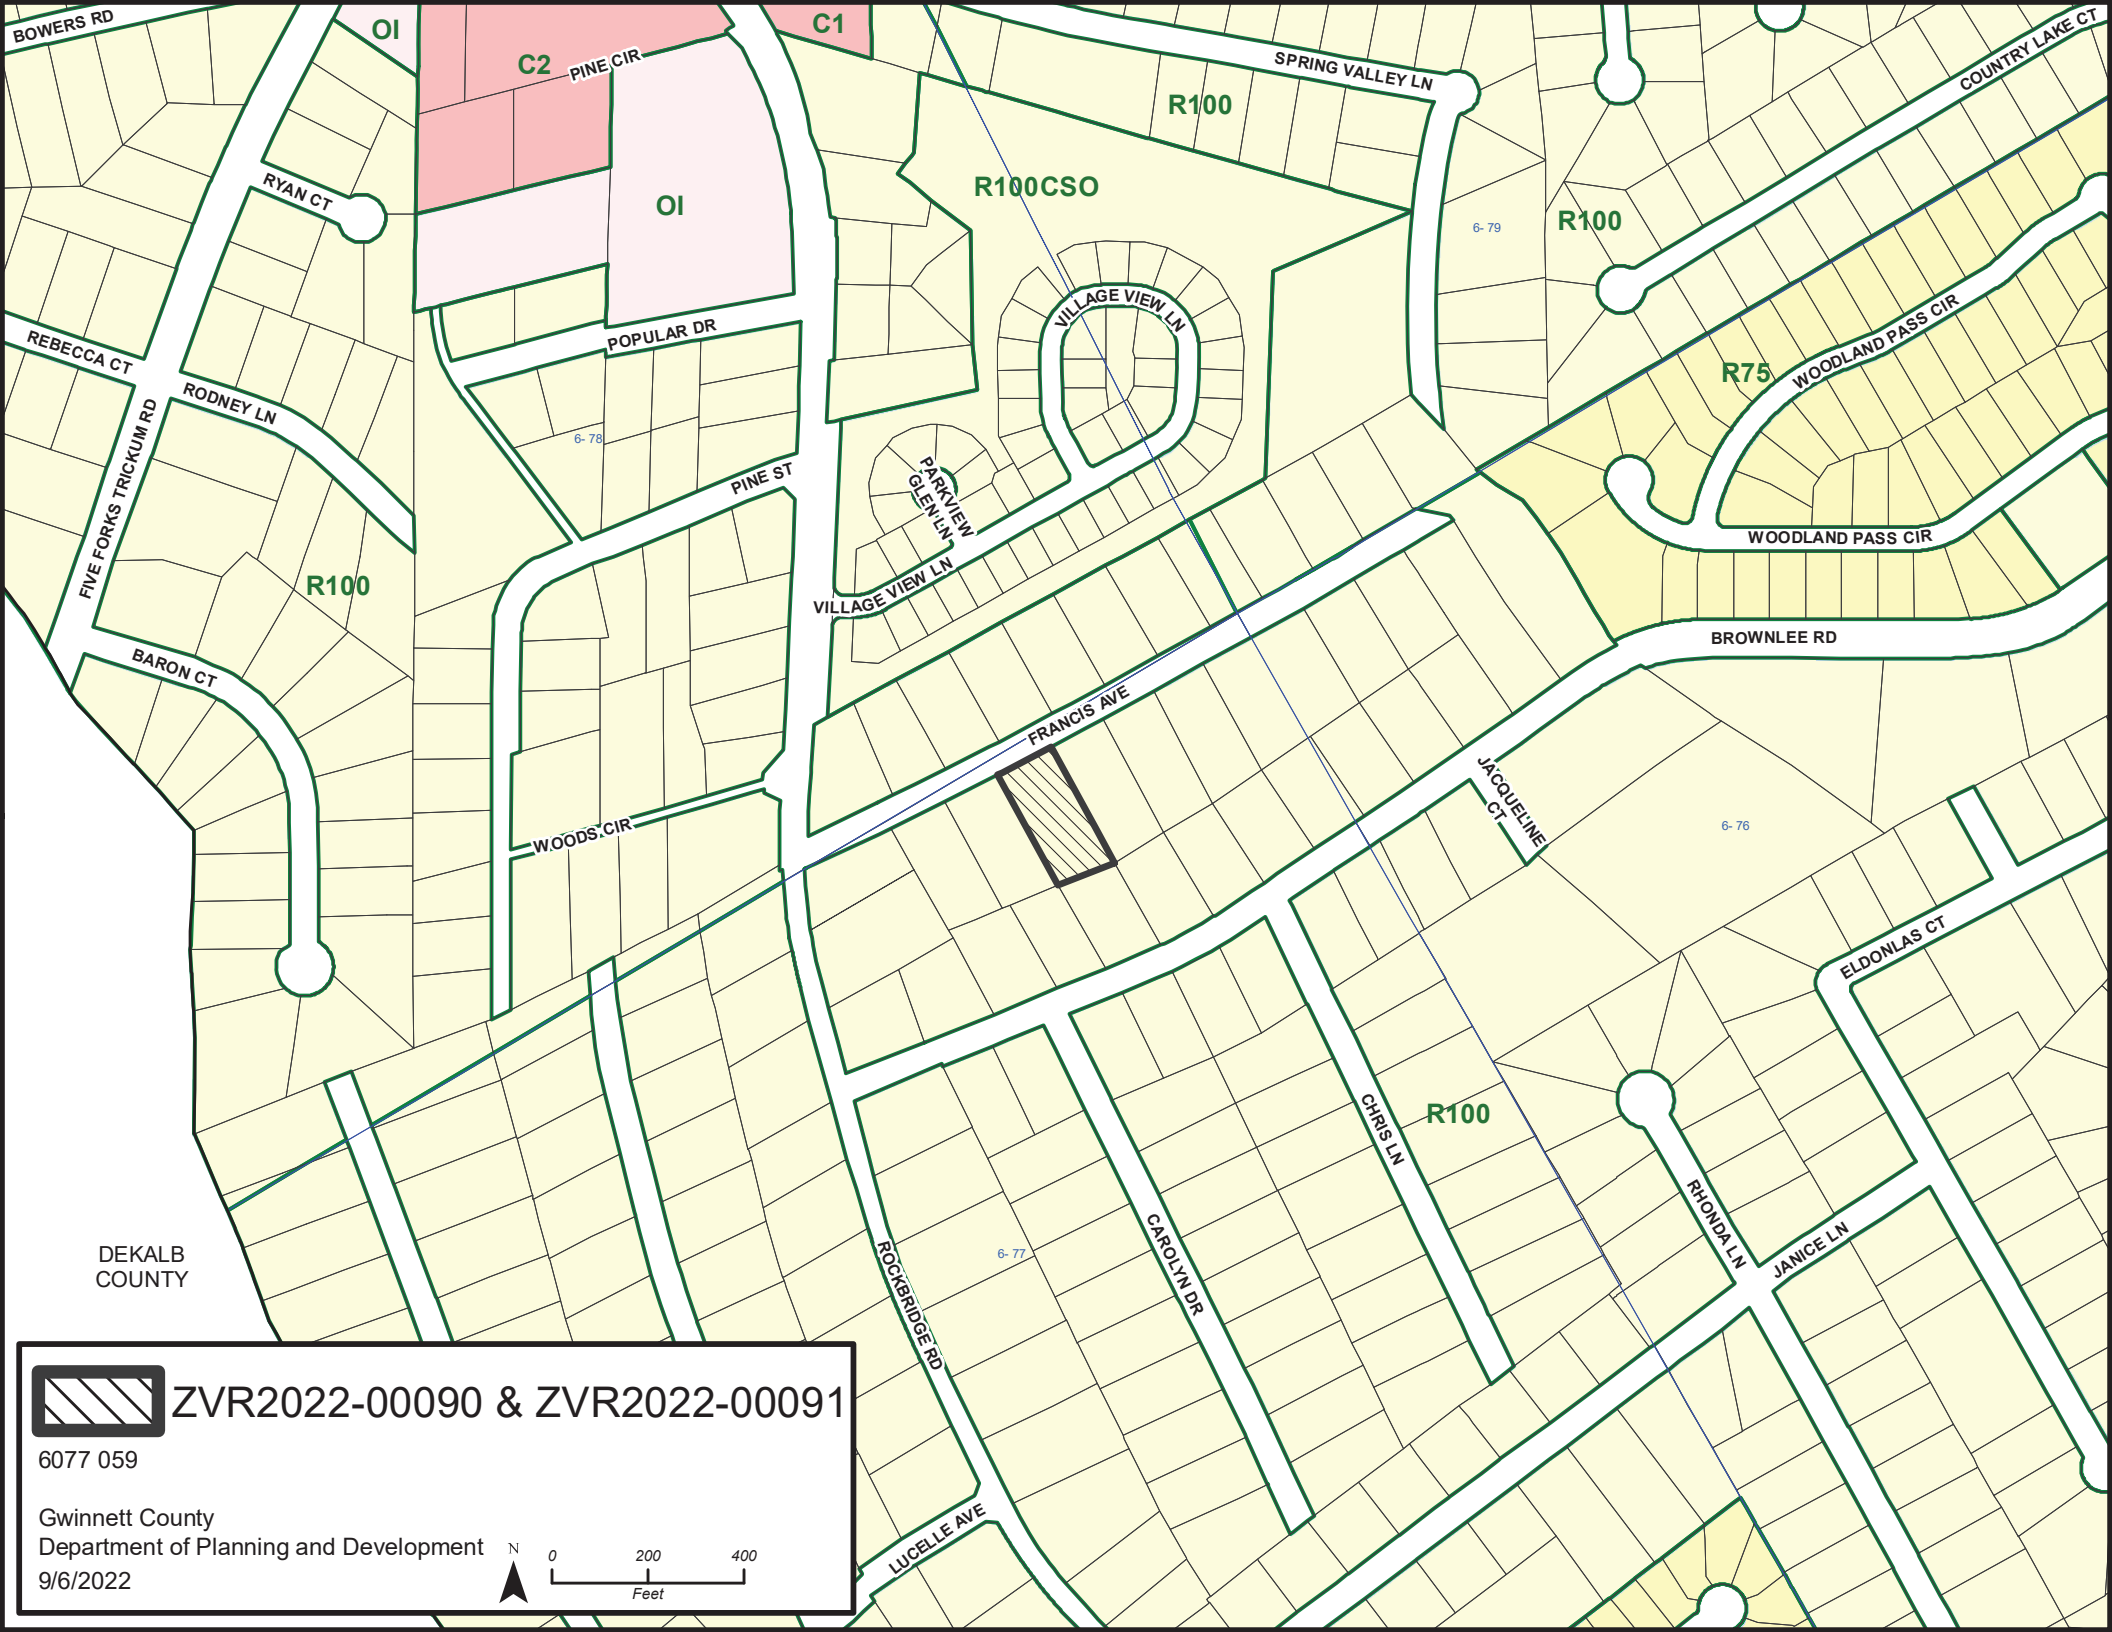 BOWERS RD
OI
C2
PINE CIR
C1
SPRING VALLEY LN
COUNTRY LAKE CT
R100
RYAN CT
OI
R100CSO
6- 79
R100
VILLAGE VIEW LN
POPULAR DR
REBECCA CT
RODNEY LN
R75
WOODLAND PASS CIR
FIVE FORKS TRICKUM RD
6- 78
PINE ST
PARKVIEW
GLEN LN
WOODLAND PASS CIR
R100
VILLAGE VIEW LN
BROWNLEE RD
BARON CT
FRANCIS AVE
JACQUELINE
CT
WOODS CIR
6- 76
ELDONLAS CT
CHRIS LN
R100
RHONDA LN
JANICE LN
CAROLYN DR
ROCKBRIDGE RD
6- 77
DEKALB
COUNTY
LUCELLE AVE
ZVR2022-00090 & ZVR2022-00091
6077 059
Gwinnett County
Department of Planning and Development
9/6/2022
N
0 200 400
Feet